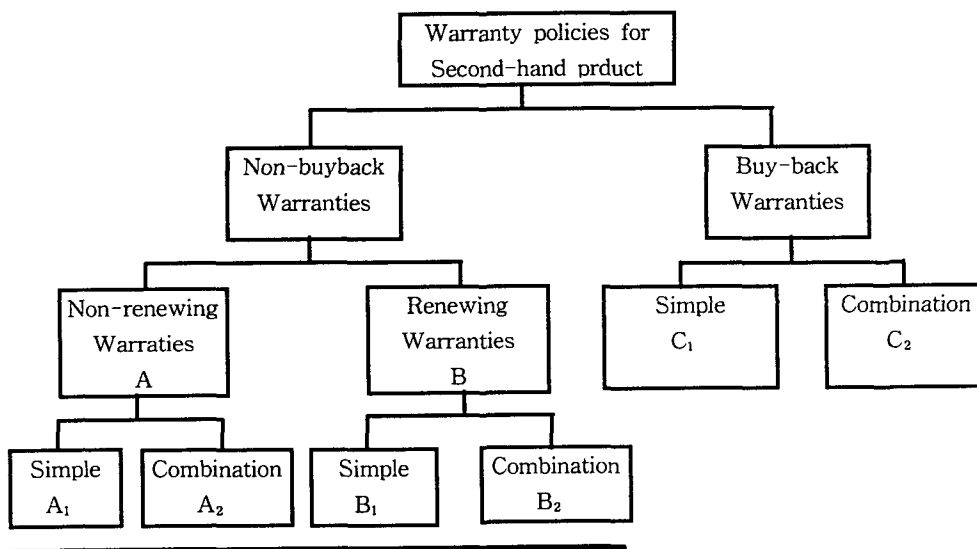 Warranty policies for
Second-hand prduct
Non-buyback
Warranties
Buy-back
Warranties
Non-renewing
Warraties
A
Renewing
Warranties
B
Simple
C₁
Combination
C₂
Simple
A₁
Combination
A₂
Simple
B₁
Combination
B₂